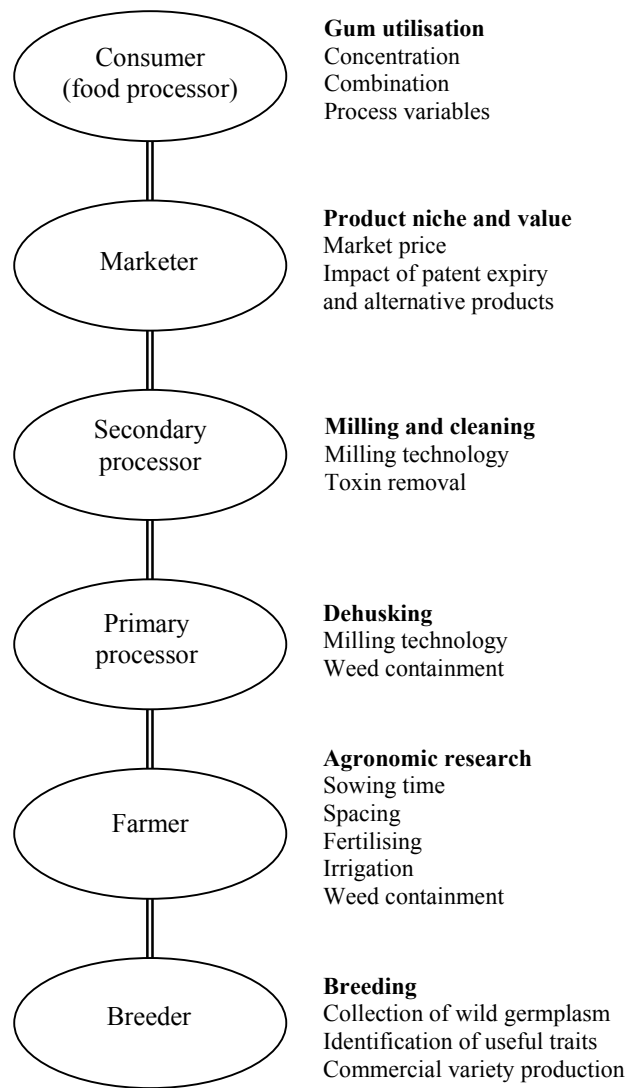 Consumer
(food processor)
Gum utilisation
Concentration
Combination
Process variables
Marketer
Product niche and value
Market price
Impact of patent expiry
and alternative products
Secondary
processor
Milling and cleaning
Milling technology
Toxin removal
Primary
processor
Dehusking
Milling technology
Weed containment
Farmer
Agronomic research
Sowing time
Spacing
Fertilising
Irrigation
Weed containment
Breeder
Breeding
Collection of wild germplasm
Identification of useful traits
Commercial variety production